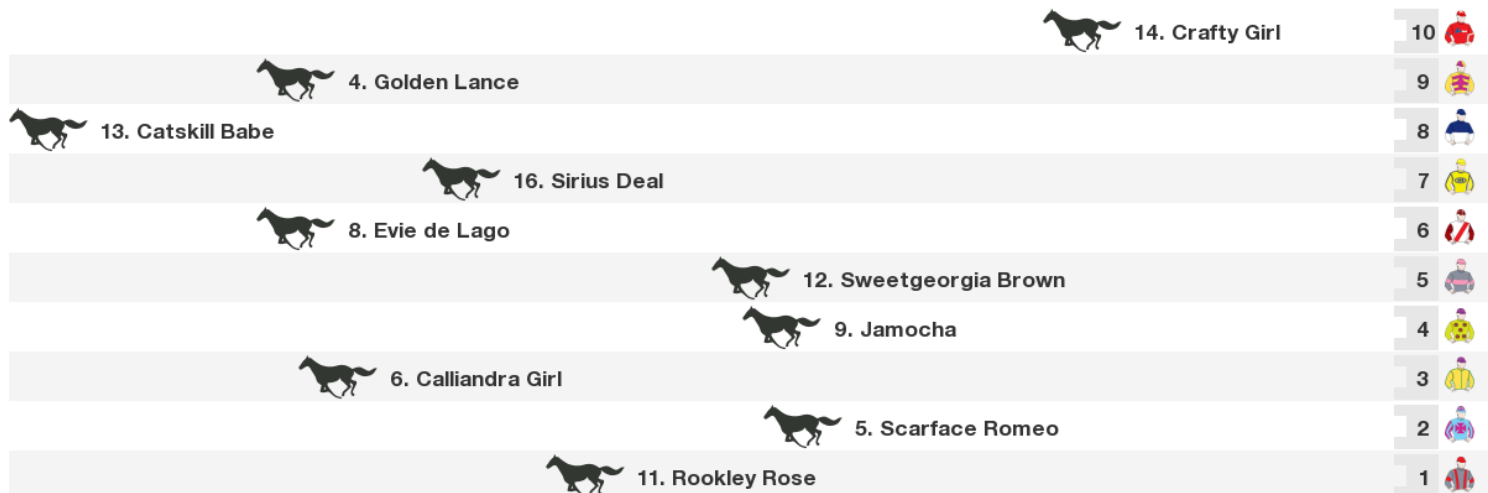 14. Crafty Girl 10
4. Golden Lance 9
13. Catskill Babe 8
16. Sirius Deal 7
8. Evie de Lago 6
12. Sweetgeorgia Brown 5
9. Jamocha 4
6. Calliandra Girl 3
5. Scarface Romeo 2
11. Rookley Rose 1